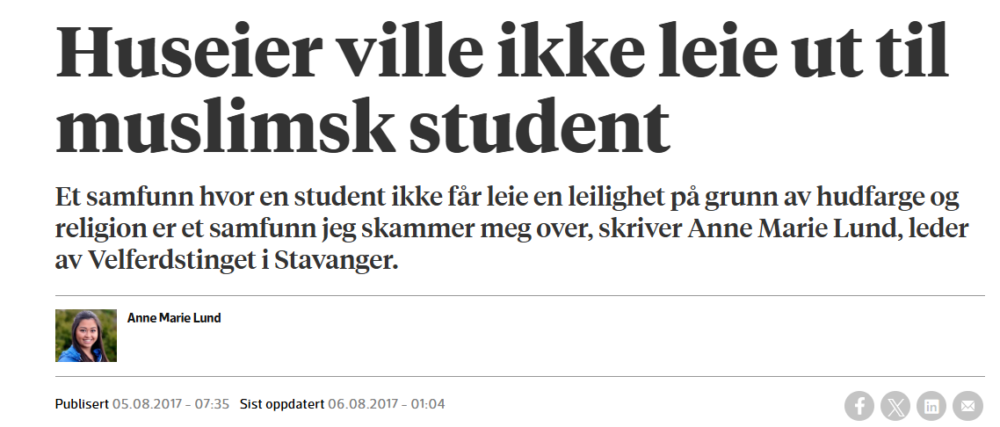 Huseier ville ikke leie ut til
muslimsk student
Et samfunn hvor en student ikke får leie en leilighet på grunn av hudfarge og
religion er et samfunn jeg skammer meg over, skriver Anne Marie Lund, leder
av Velferdstinget i Stavanger.
Anne Marie Lund
Publisert 05.08.2017 - 07:35 Sist oppdatert 06.08.2017 - 01:04